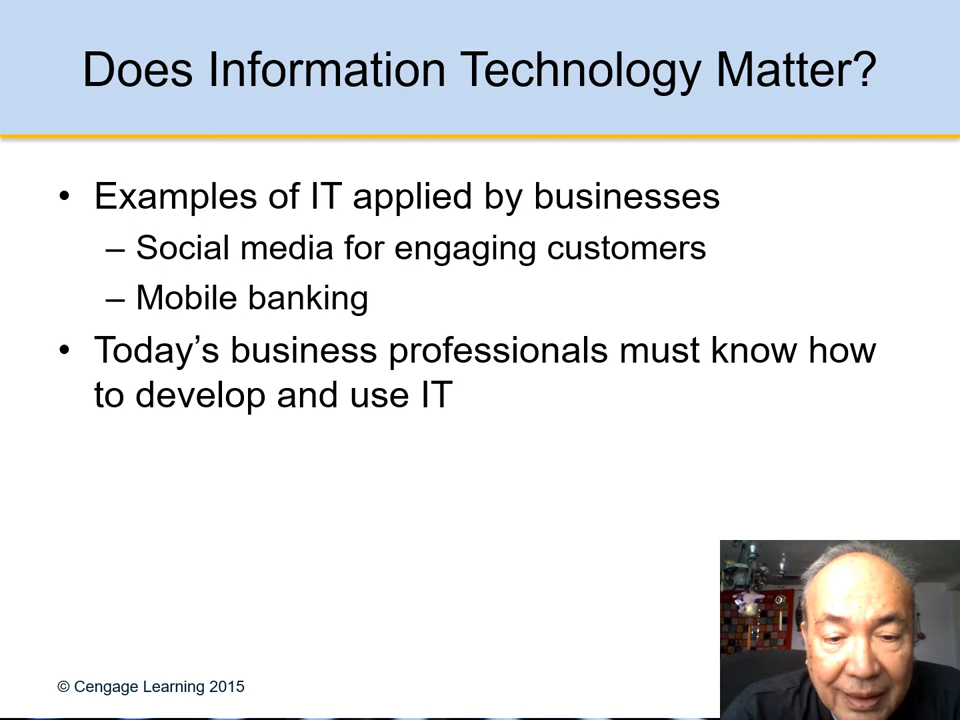 Does Information Technology Matter?
• Examples of IT applied by businesses
– Social media for engaging customers
– Mobile banking
• Today’s business professionals must know how
to develop and use IT
© Cengage Learning 2015